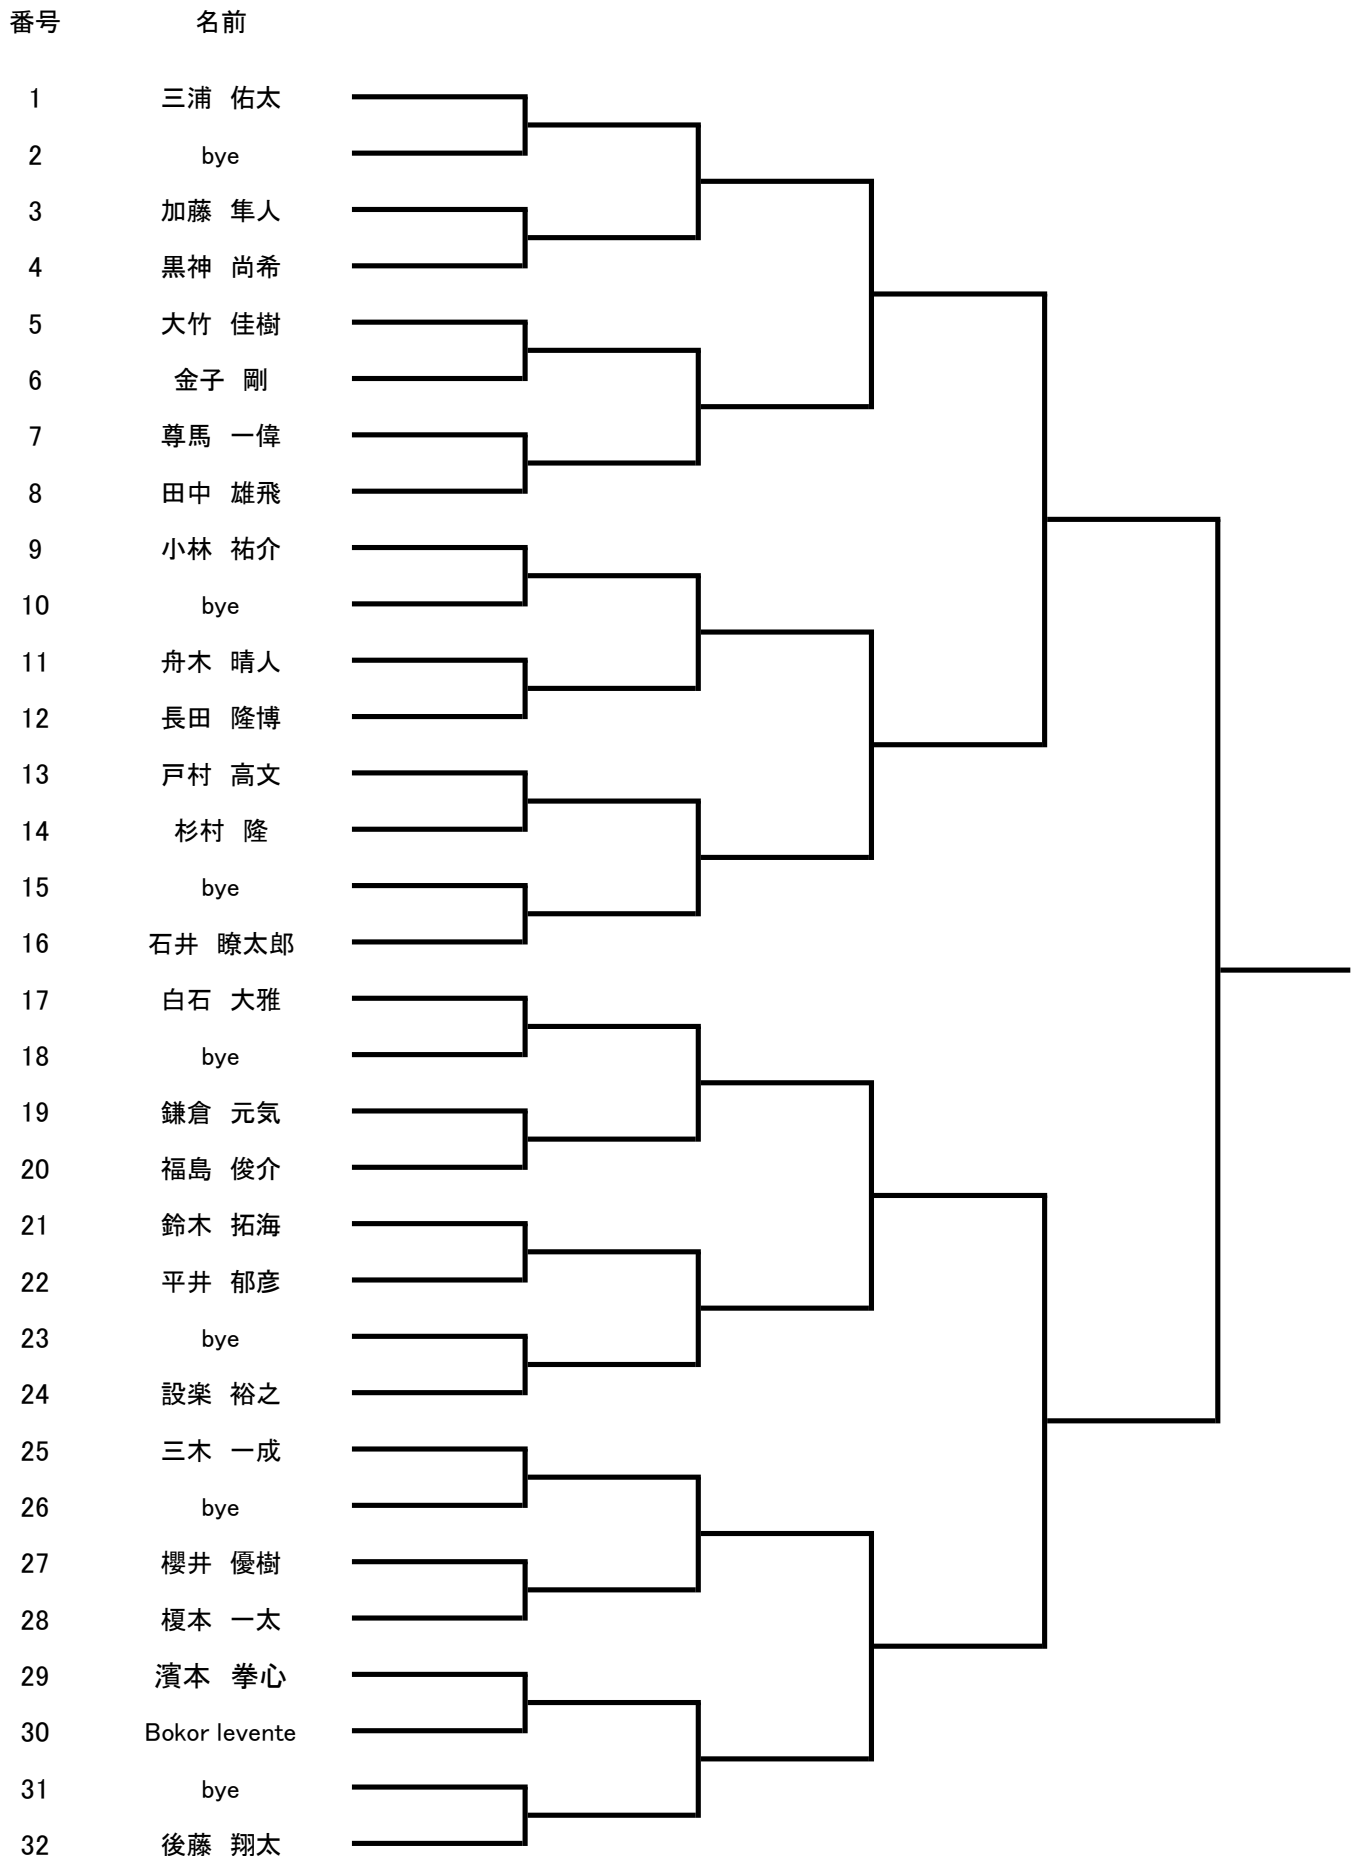 番号 名前
1 三浦 佑太
2 bye
3 加藤 隼人
4 黒神 尚希
5 大竹 佳樹
6 金子 剛
7 尊馬 一偉
8 田中 雄飛
9 小林 祐介
10 bye
11 舟木 晴人
12 長田 隆博
13 戸村 高文
14 杉村 隆
15 bye
16 石井 瞭太郎
17 白石 大雅
18 bye
19 鎌倉 元気
20 福島 俊介
21 鈴木 拓海
22 平井 郁彦
23 bye
24 設楽 裕之
25 三木 一成
26 bye
27 櫻井 優樹
28 榎本 一太
29 濱本 拳心
30 Bokor levente
31 bye
32 後藤 翔太